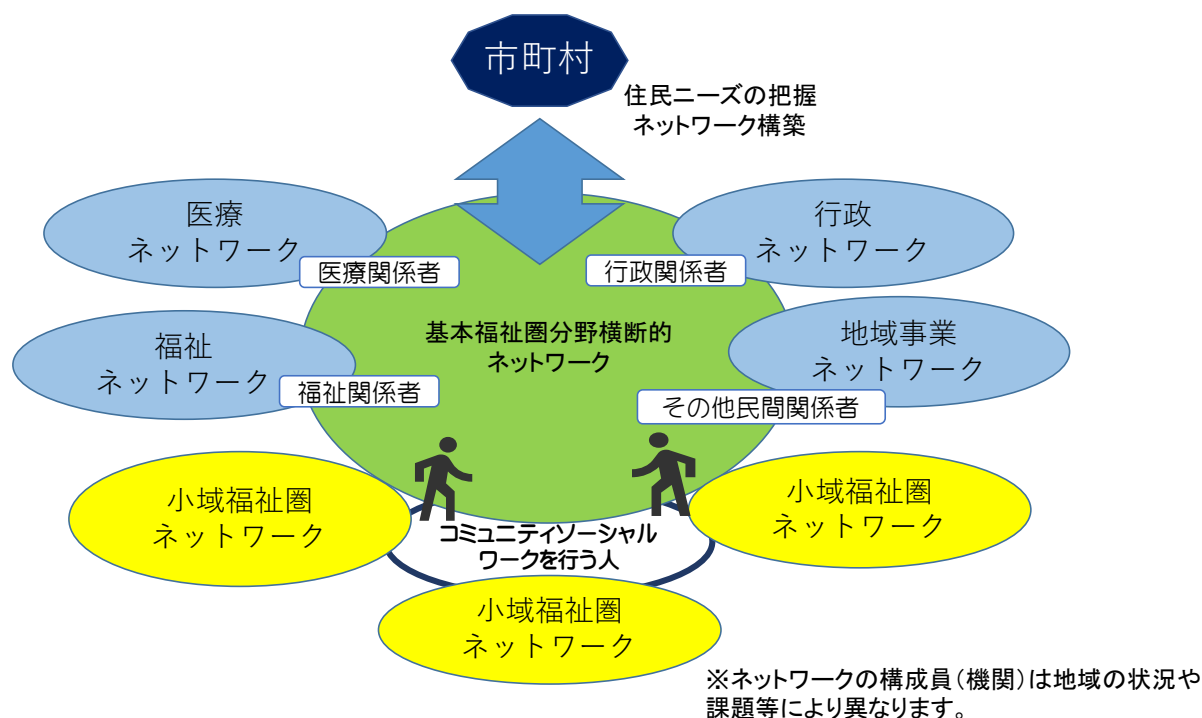 市町村
住民ニーズの把握
ネットワーク構築
医療
ネットワーク
行政
ネットワーク
医療関係者
行政関係者
基本福祉圏分野横断的
ネットワーク
福祉
ネットワーク
地域事業
ネットワーク
福祉関係者
その他民間関係者
小域福祉圏
ネットワーク
小域福祉圏
ネットワーク
コミュニティソーシャル
ワークを行う人
小域福祉圏
ネットワーク
※ネットワークの構成員(機関)は地域の状況や
課題等により異なります。